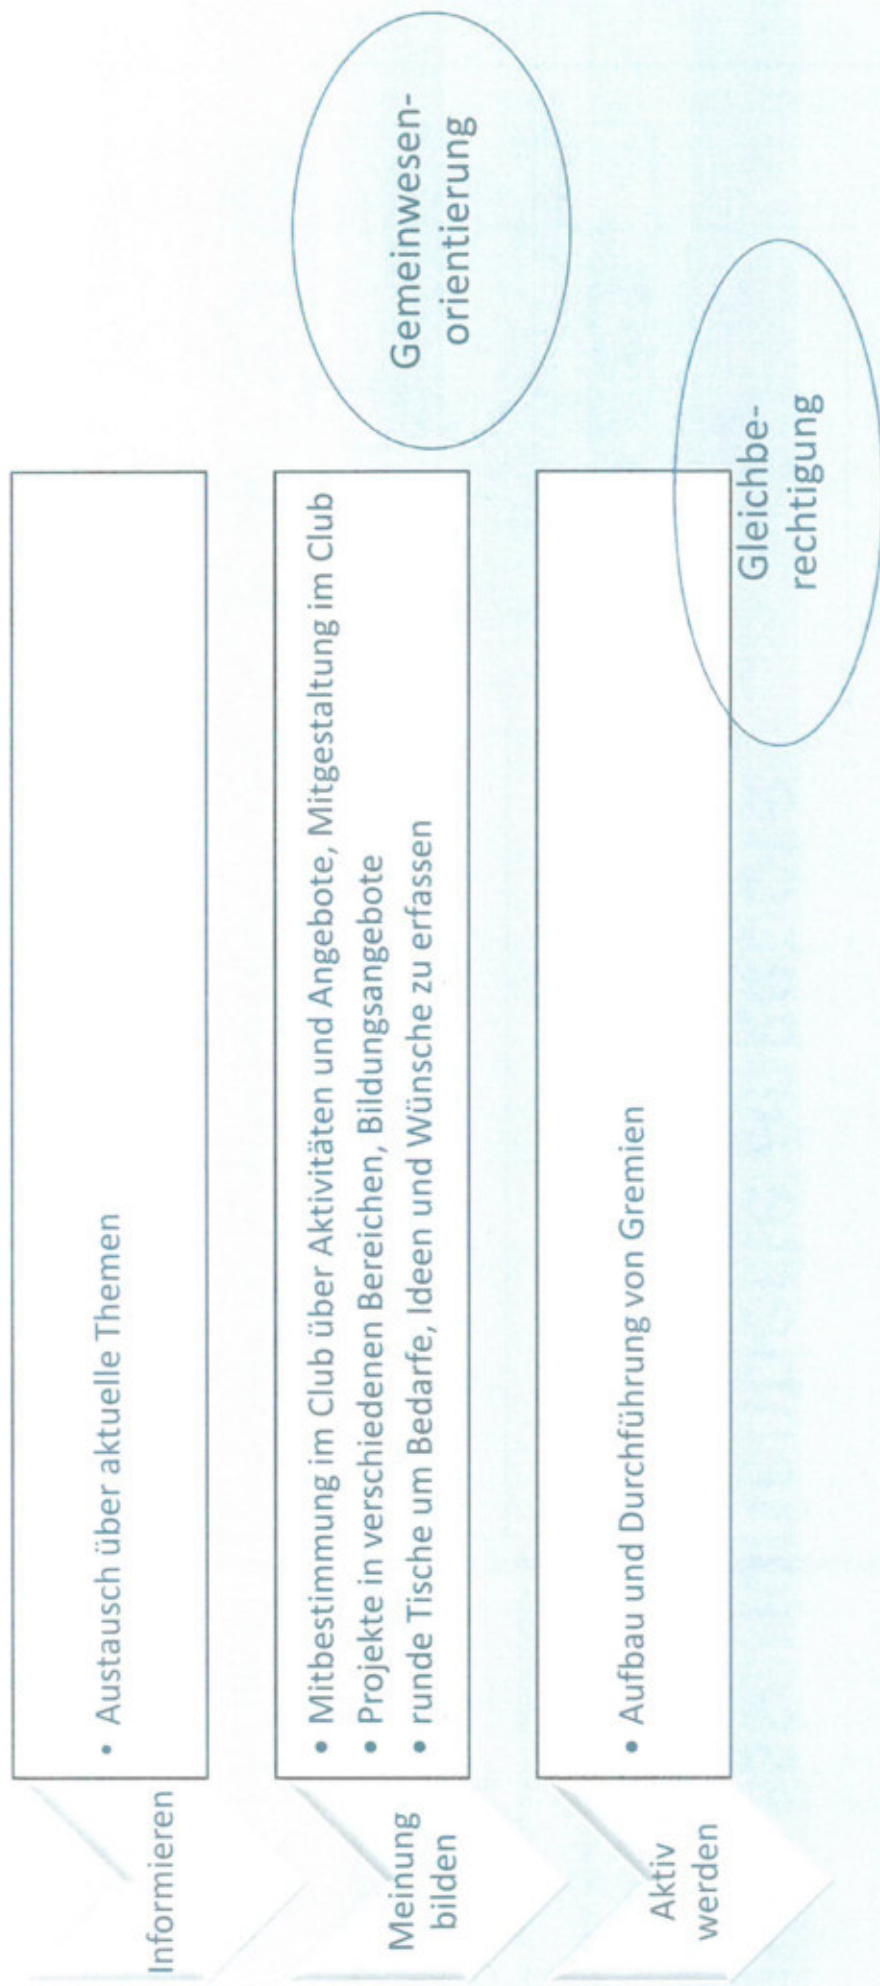 Informieren
• Austausch über aktuelle Themen
Meinung
bilden
• Mitbestimmung im Club über Aktivitäten und Angebote, Mitgestaltung im Club
• Projekte in verschiedenen Bereichen, Bildungsangebote
• runde Tische um Bedarfe, Ideen und Wünsche zu erfassen
Gemeinwesen-
orientierung
Aktiv
werden
• Aufbau und Durchführung von Gremien
Gleichbe-
rechtigung